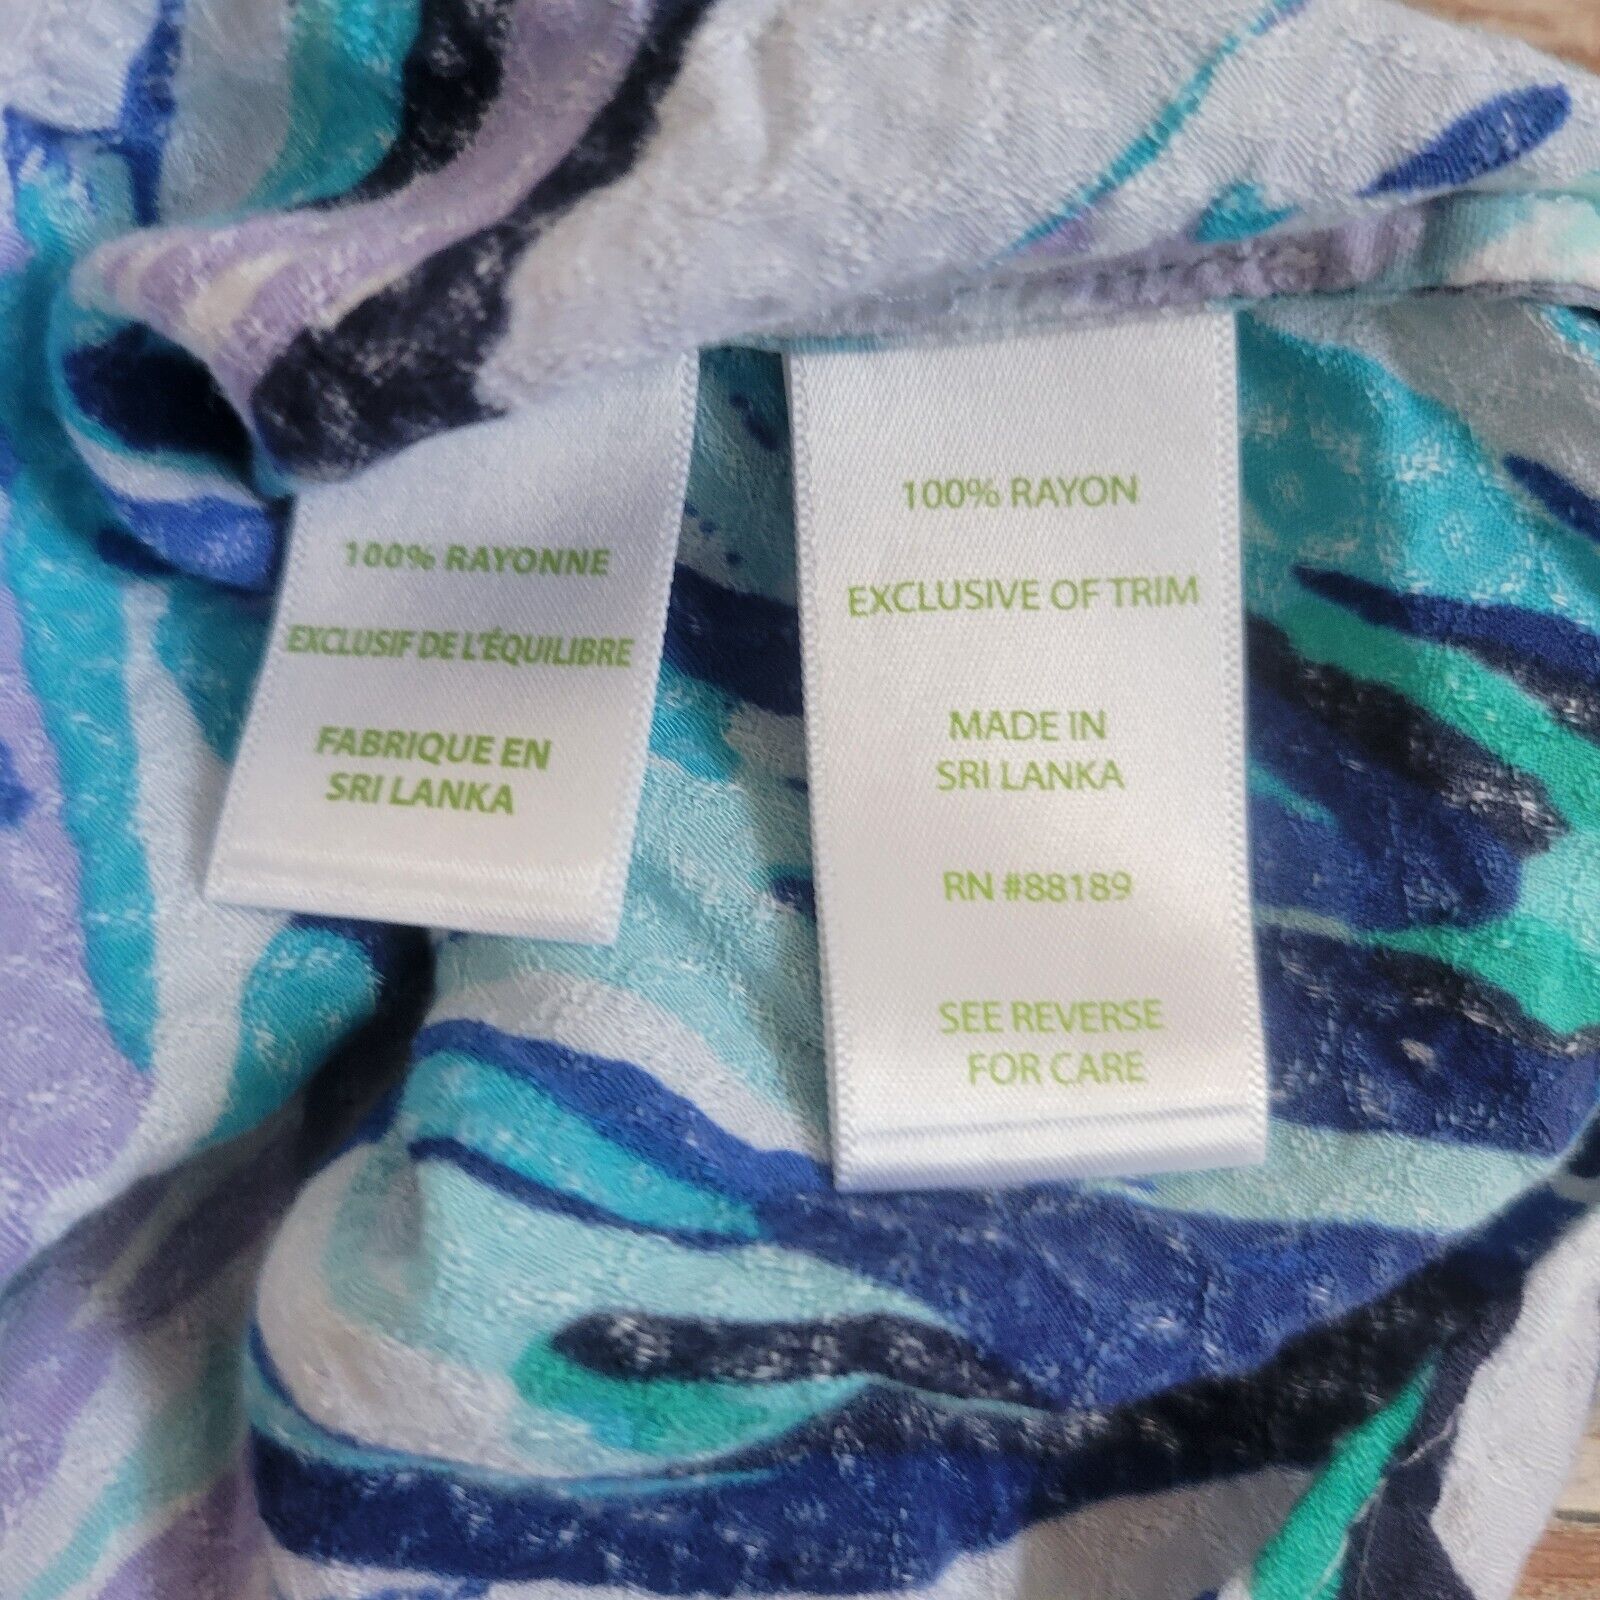 100% RAYONNE
EXCLUSIF DE L'ÉQUILIBRE
FABRIQUE EN
SRI LANKA
100% RAYON
EXCLUSIVE OF TRIM
MADE IN
SRI LANKA
RN #88189
SEE REVERSE
FOR CARE